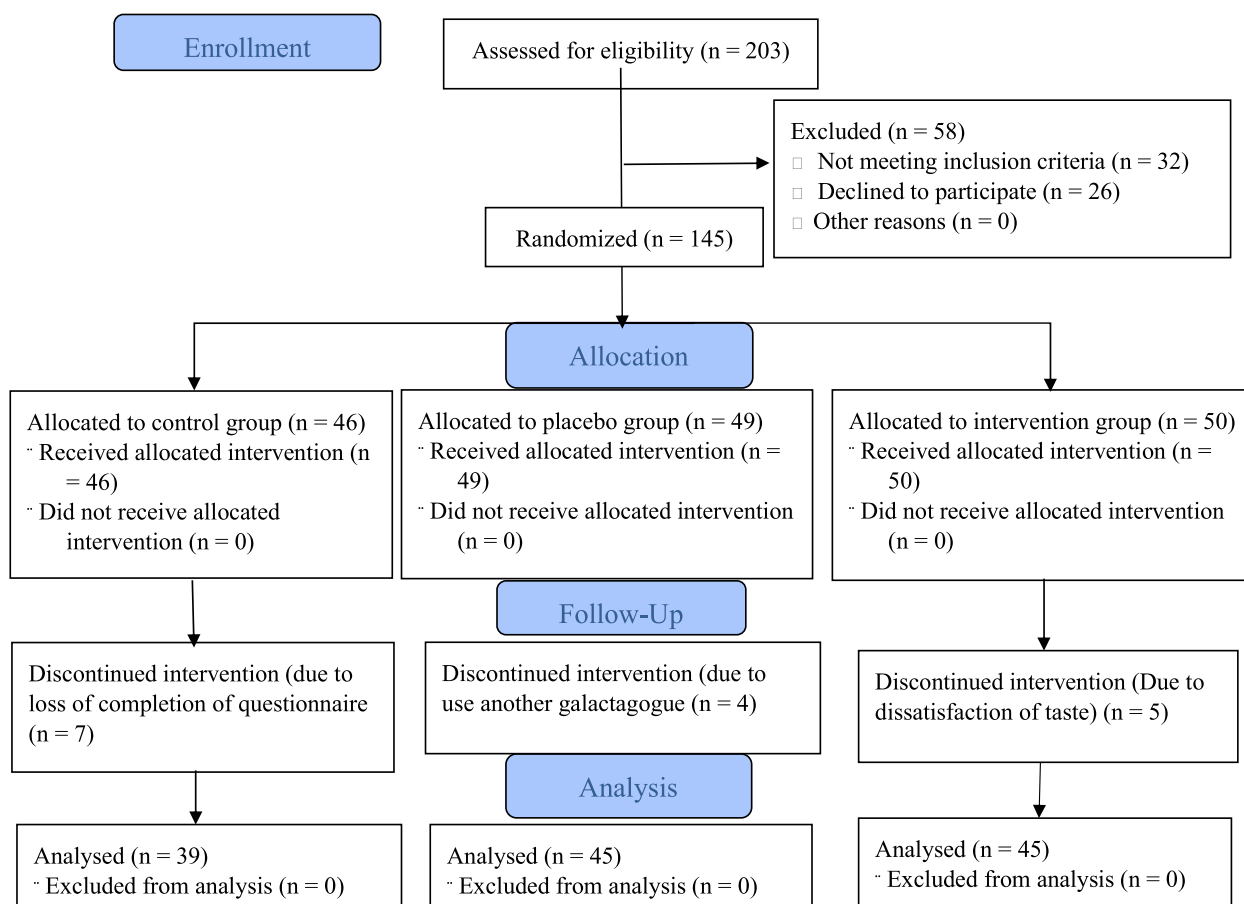 Enrollment
Assessed for eligibility (n = 203)
Excluded (n = 58)
□ Not meeting inclusion criteria (n = 32)
□ Declined to participate (n = 26)
□ Other reasons (n = 0)
Randomized (n = 145)
Allocation
Allocated to control group (n = 46)
¨ Received allocated intervention (n
= 46)
¨ Did not receive allocated
intervention (n = 0)
Allocated to placebo group (n = 49)
¨ Received allocated intervention (n =
49)
¨ Did not receive allocated intervention
(n = 0)
Allocated to intervention group (n = 50)
¨ Received allocated intervention (n =
50)
¨ Did not receive allocated intervention
(n = 0)
Follow-Up
Discontinued intervention (due to
loss of completion of questionnaire
(n = 7)
Discontinued intervention (due to
use another galactagogue (n = 4)
Discontinued intervention (Due to
dissatisfaction of taste) (n = 5)
Analysis
Analysed (n = 39)
¨ Excluded from analysis (n = 0)
Analysed (n = 45)
¨ Excluded from analysis (n = 0)
Analysed (n = 45)
¨ Excluded from analysis (n = 0)